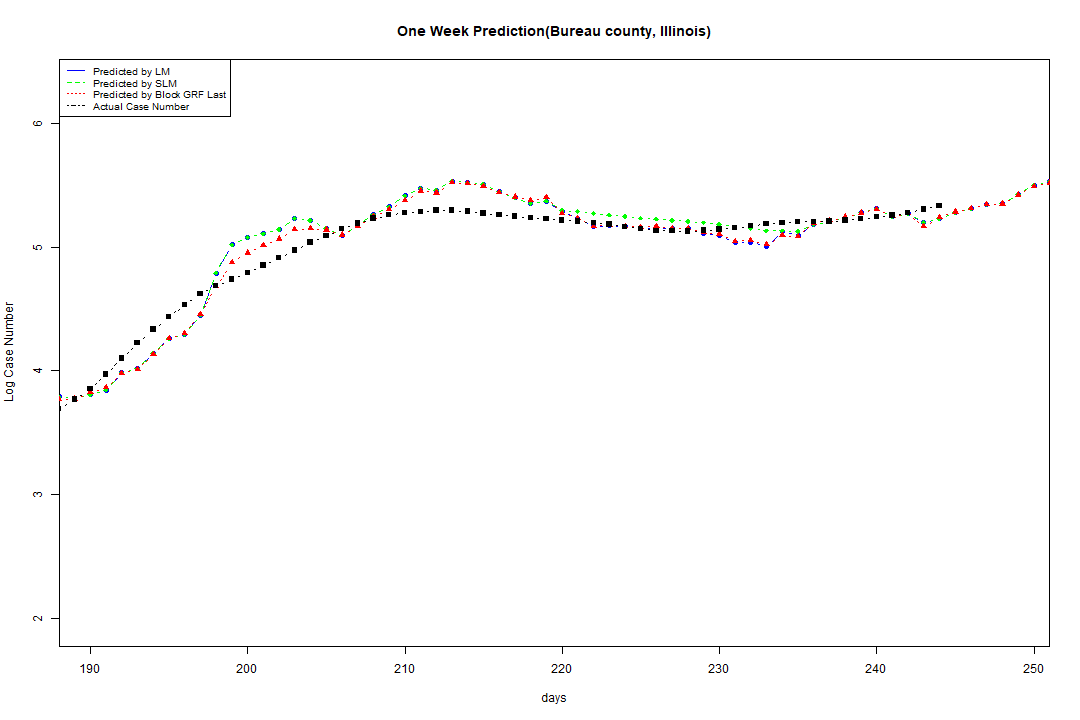 One Week Prediction(Bureau county, Illinois)
Predicted by LM
Predicted by SLM
Predicted by Block GRF Last
Actual Case Number
Log Case Number
6
5
4
3
2
190 200 210 220 230 240 250
days